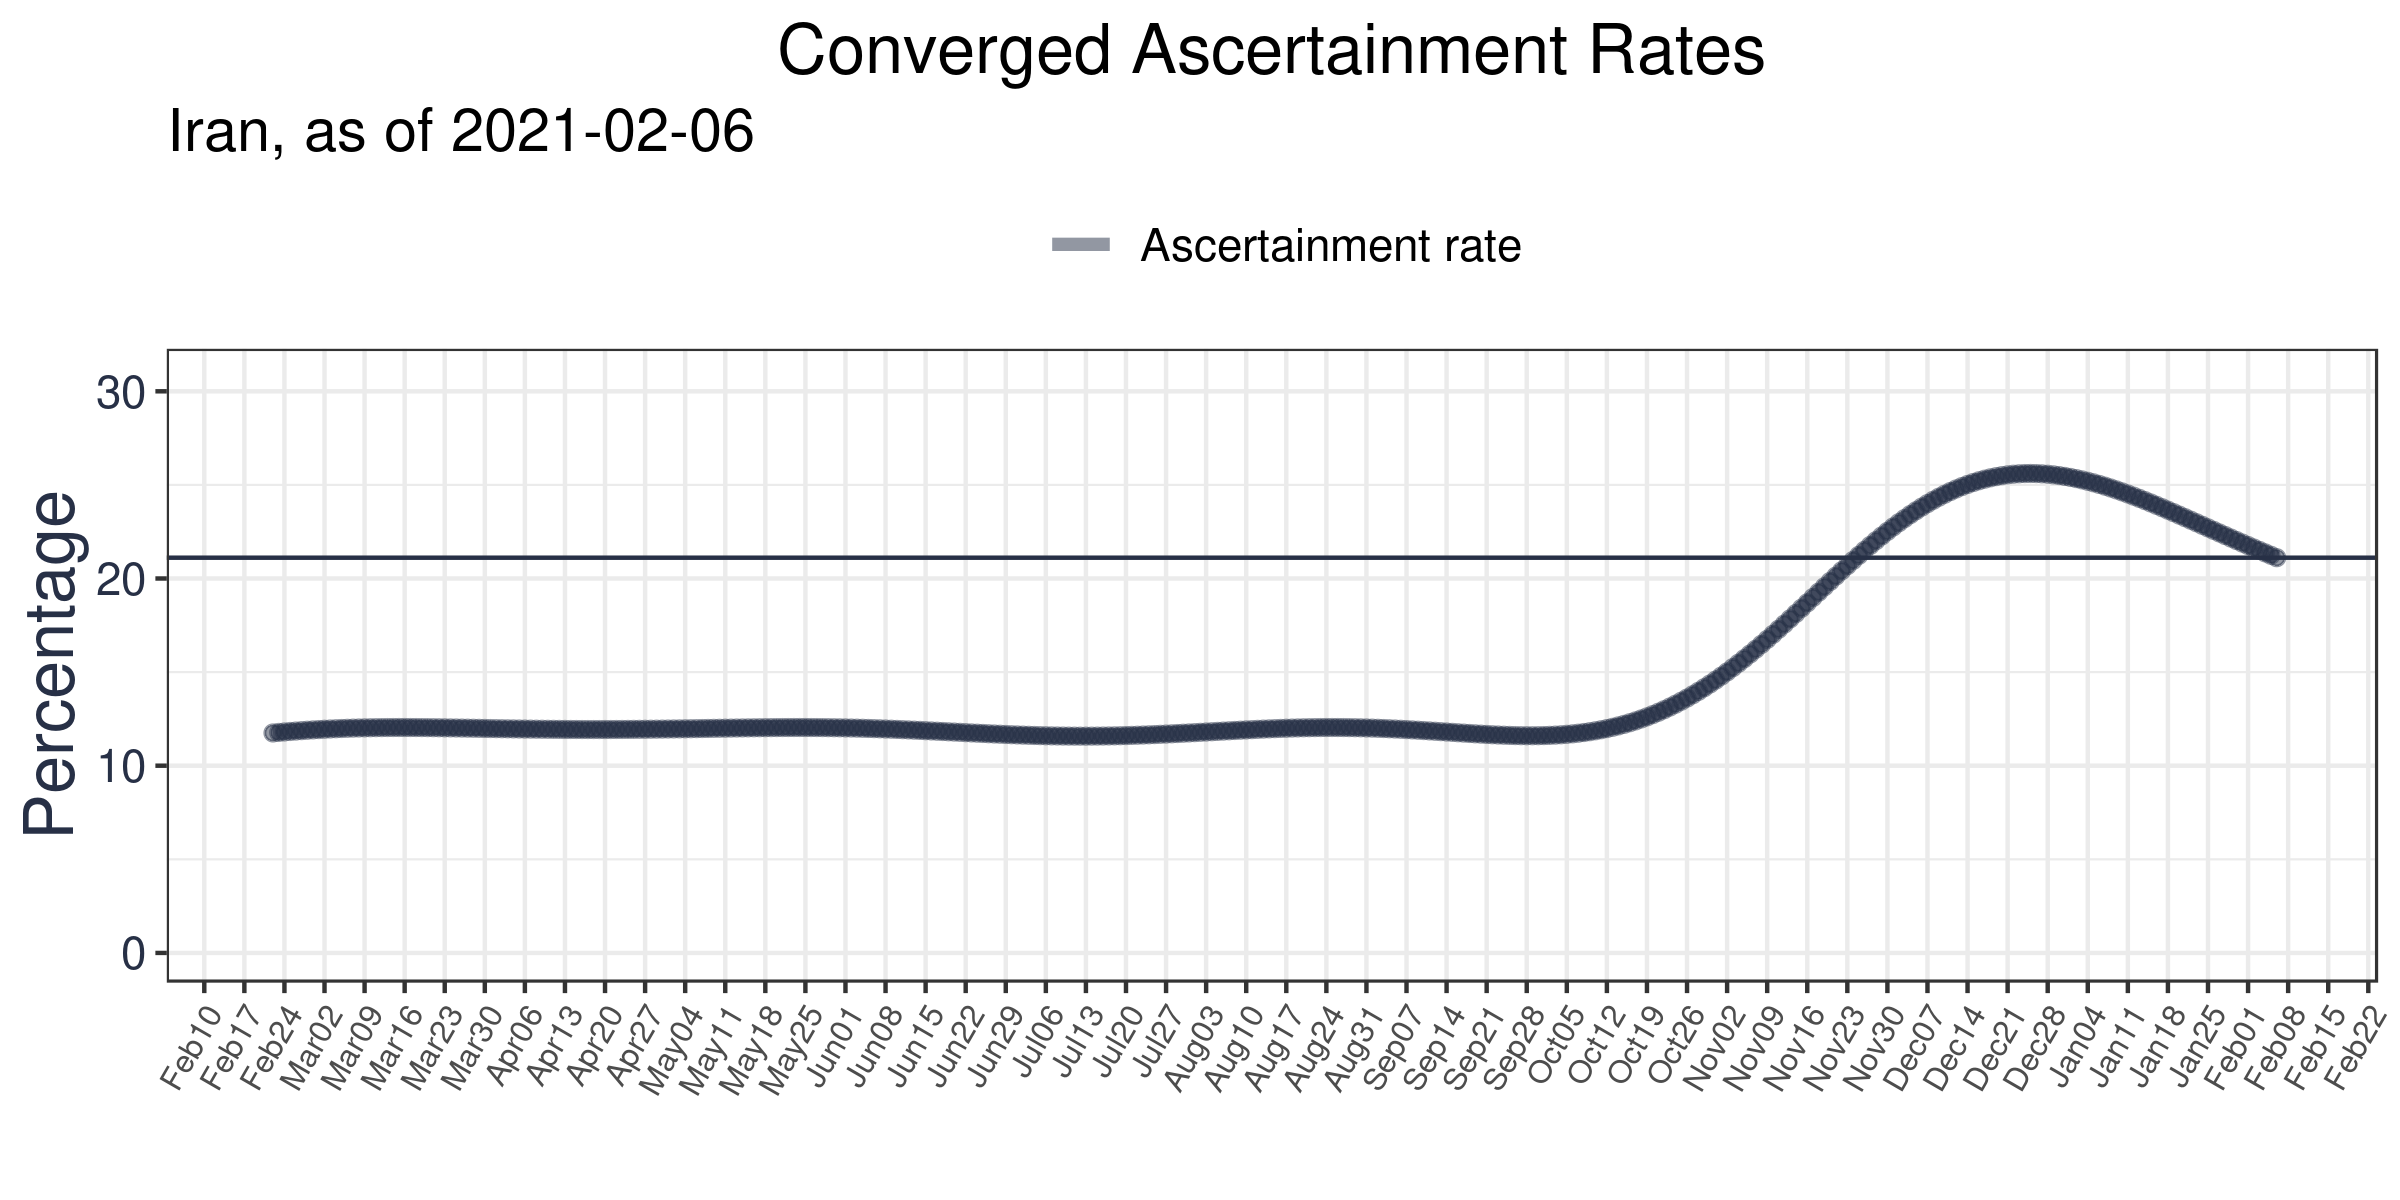 Converged Ascertainment Rates
Iran, as of 2021-02-06
Ascertainment rate
Percentage
30
20
10
0
Feb10 Feb17 Feb24 Mar02 Mar09 Mar16 Mar23 Mar30 Apr06 Apr13 Apr20 Apr27 May04 May11 May18 May25 Jun01 Jun08 Jun15 Jun22 Jun29 Jul06 Jul13 Jul20 Jul27 Aug03 Aug10 Aug17 Aug24 Aug31 Sep07 Sep14 Sep21 Sep28 Oct05 Oct12 Oct19 Oct26 Nov02 Nov09 Nov16 Nov23 Nov30 Dec07 Dec14 Dec21 Dec28 Jan04 Jan11 Jan18 Jan25 Feb01 Feb08 Feb15 Feb22